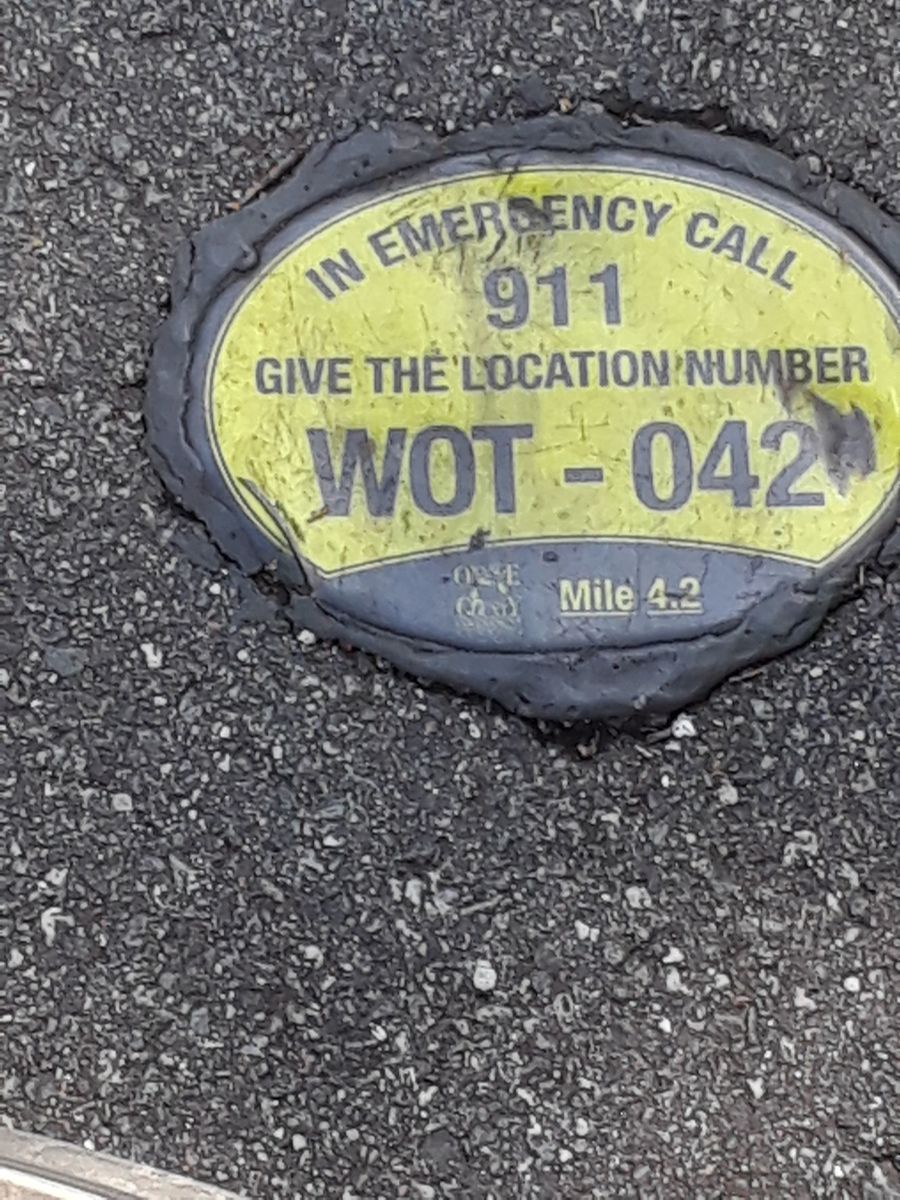 IN EMERGENCY CALL
911
GIVE THE LOCATION NUMBER
WOT - 042
Mile 4.2